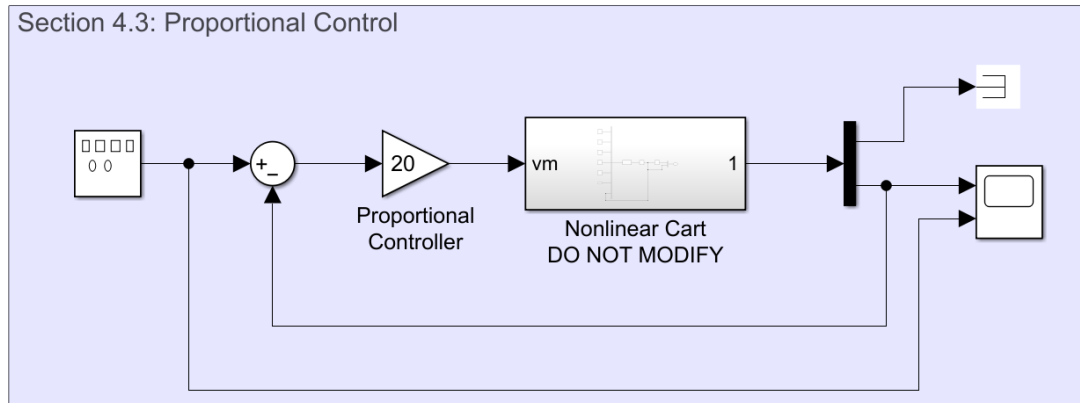 Section 4.3: Proportional Control
+
−
20
vm
1
Proportional
Controller
Nonlinear Cart
DO NOT MODIFY